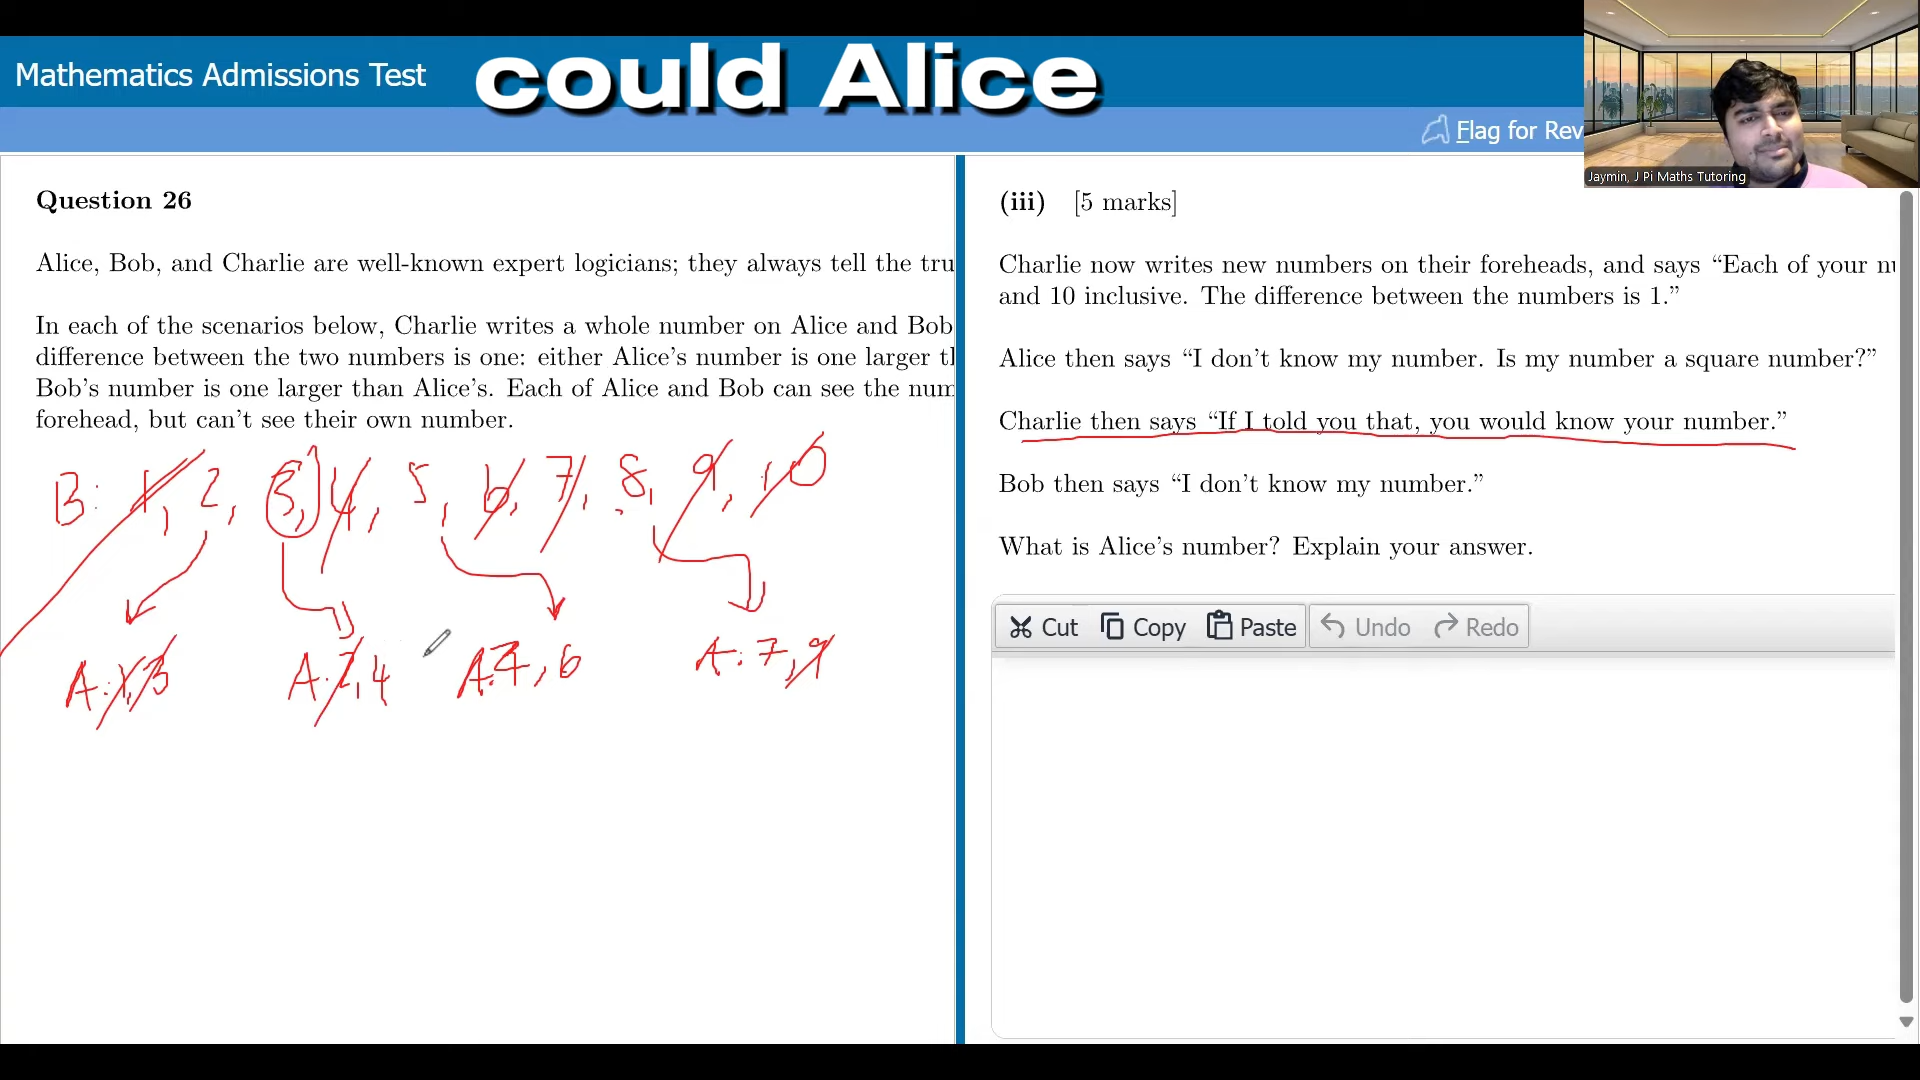 could Alice
Mathematics Admissions Test
Flag for Rev
Jaymin, J Pi Maths Tutoring
Question 26
Alice, Bob, and Charlie are well-known expert logicians; they always tell the tru
In each of the scenarios below, Charlie writes a whole number on Alice and Bob
difference between the two numbers is one: either Alice's number is one larger th
Bob's number is one larger than Alice's. Each of Alice and Bob can see the num
forehead, but can't see their own number.
B: 1, 2, 3, 4, 5, 6, 7, 8, 9, 10
A: 1, 3 A: 2, 4 A: 4, 6 A: 7, 9
(iii) [5 marks]
Charlie now writes new numbers on their foreheads, and says “Each of your nu
and 10 inclusive. The difference between the numbers is 1.”
Alice then says “I don't know my number. Is my number a square number?”
Charlie then says “If I told you that, you would know your number.”
Bob then says “I don't know my number.”
What is Alice's number? Explain your answer.
Cut Copy Paste Undo Redo